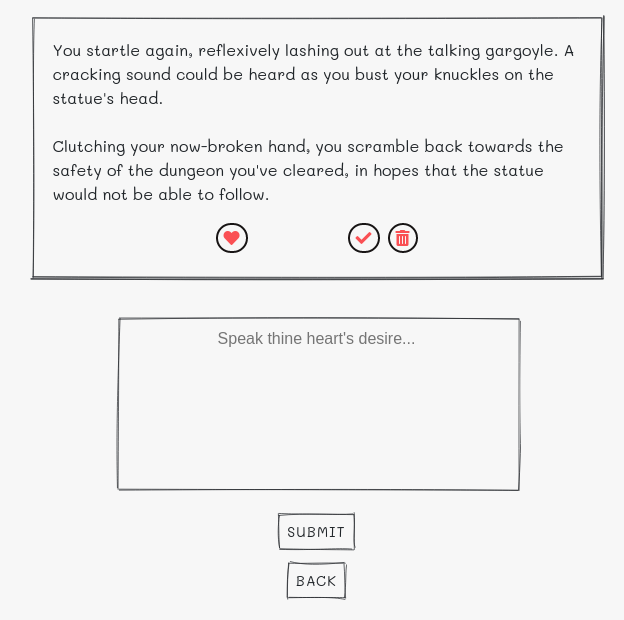 You startle again, reflexively lashing out at the talking gargoyle. A
cracking sound could be heard as you bust your knuckles on the
statue's head.
Clutching your now-broken hand, you scramble back towards the
safety of the dungeon you've cleared, in hopes that the statue
would not be able to follow.
Speak thine heart's desire...
SUBMIT
BACK